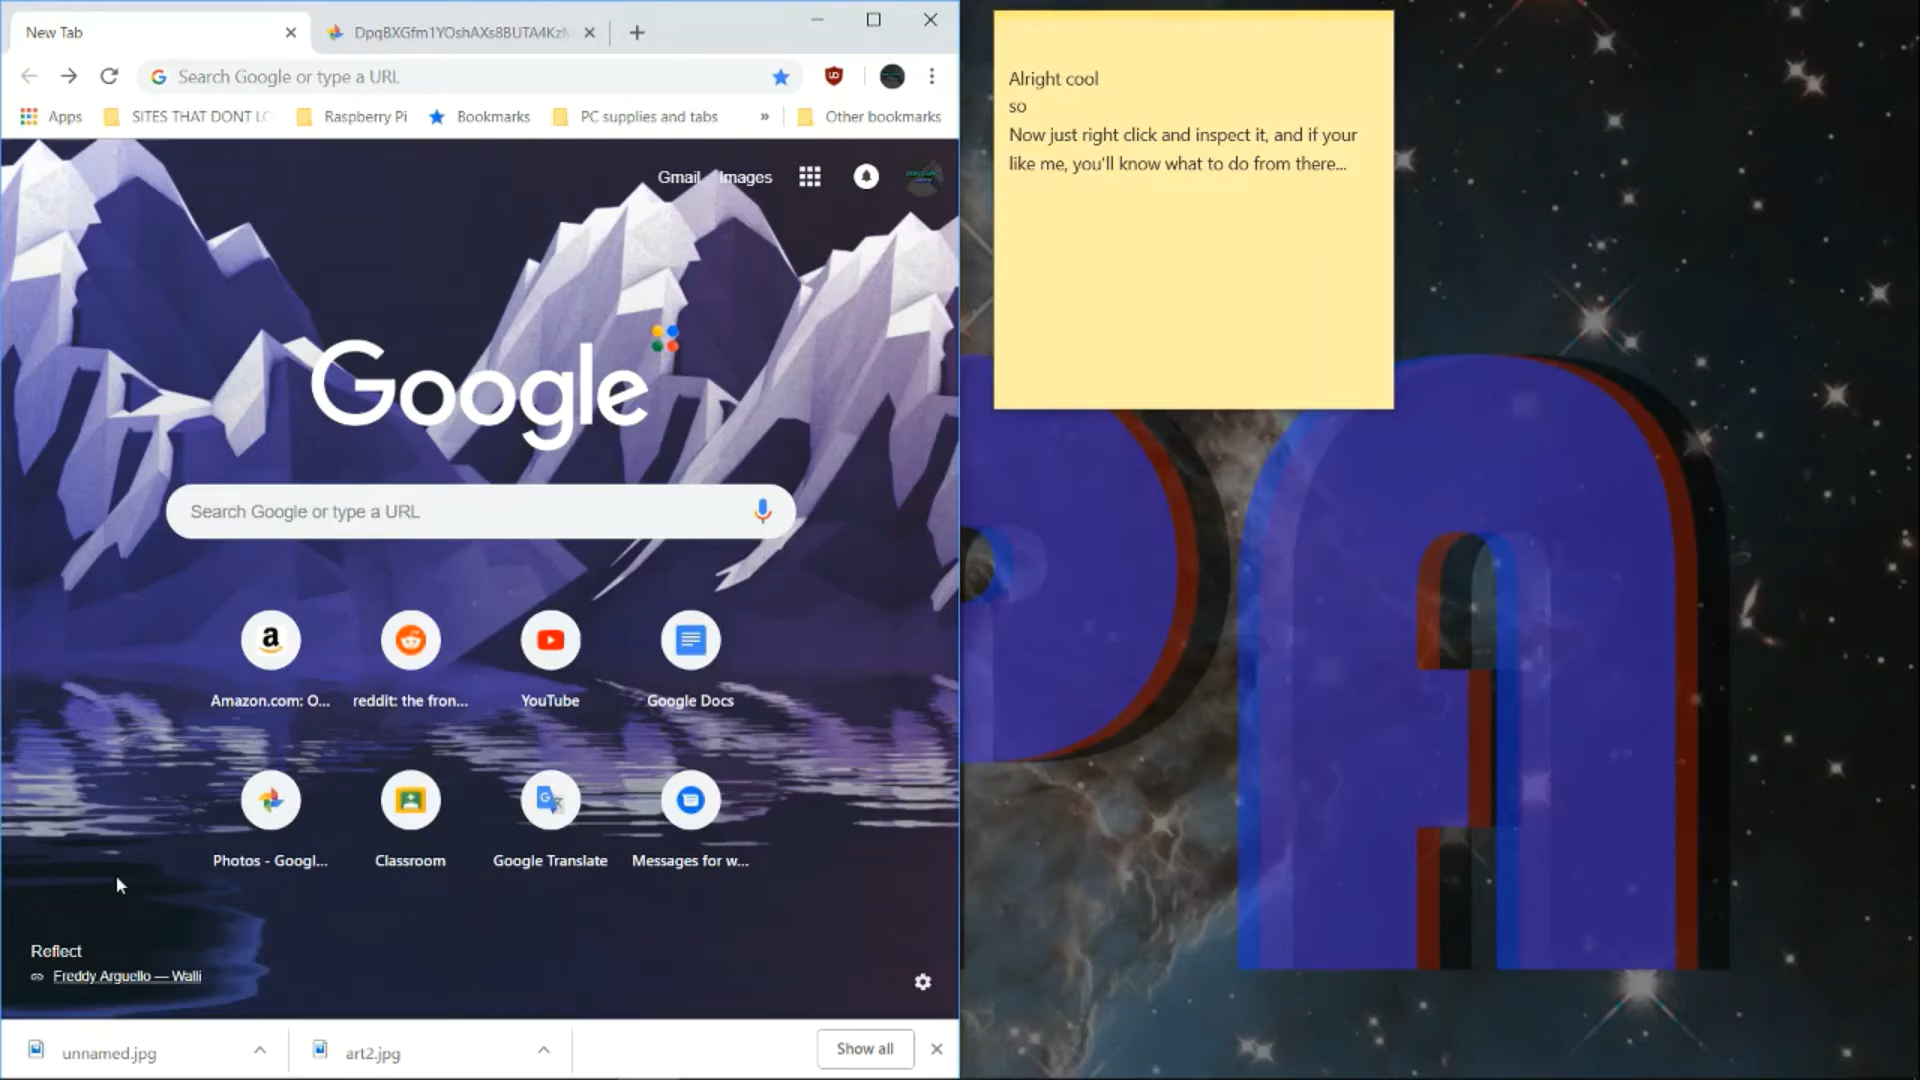 New Tab
DpqBXGfm1YOshAXs8BUTA4KzN
Search Google or type a URL
Apps
SITES THAT DONT LO
Raspberry Pi
Bookmarks
PC supplies and tabs
»
Other bookmarks
Gmail
Images
Google
Search Google or type a URL
Amazon.com: O...
reddit: the fron...
YouTube
Google Docs
Photos - Googl...
Classroom
Google Translate
Messages for w...
Reflect
Freddy Arguello — Walli
unnamed.jpg
art2.jpg
Show all
Alright cool
so
Now just right click and inspect it, and if your
like me, you'll know what to do from there...
PA